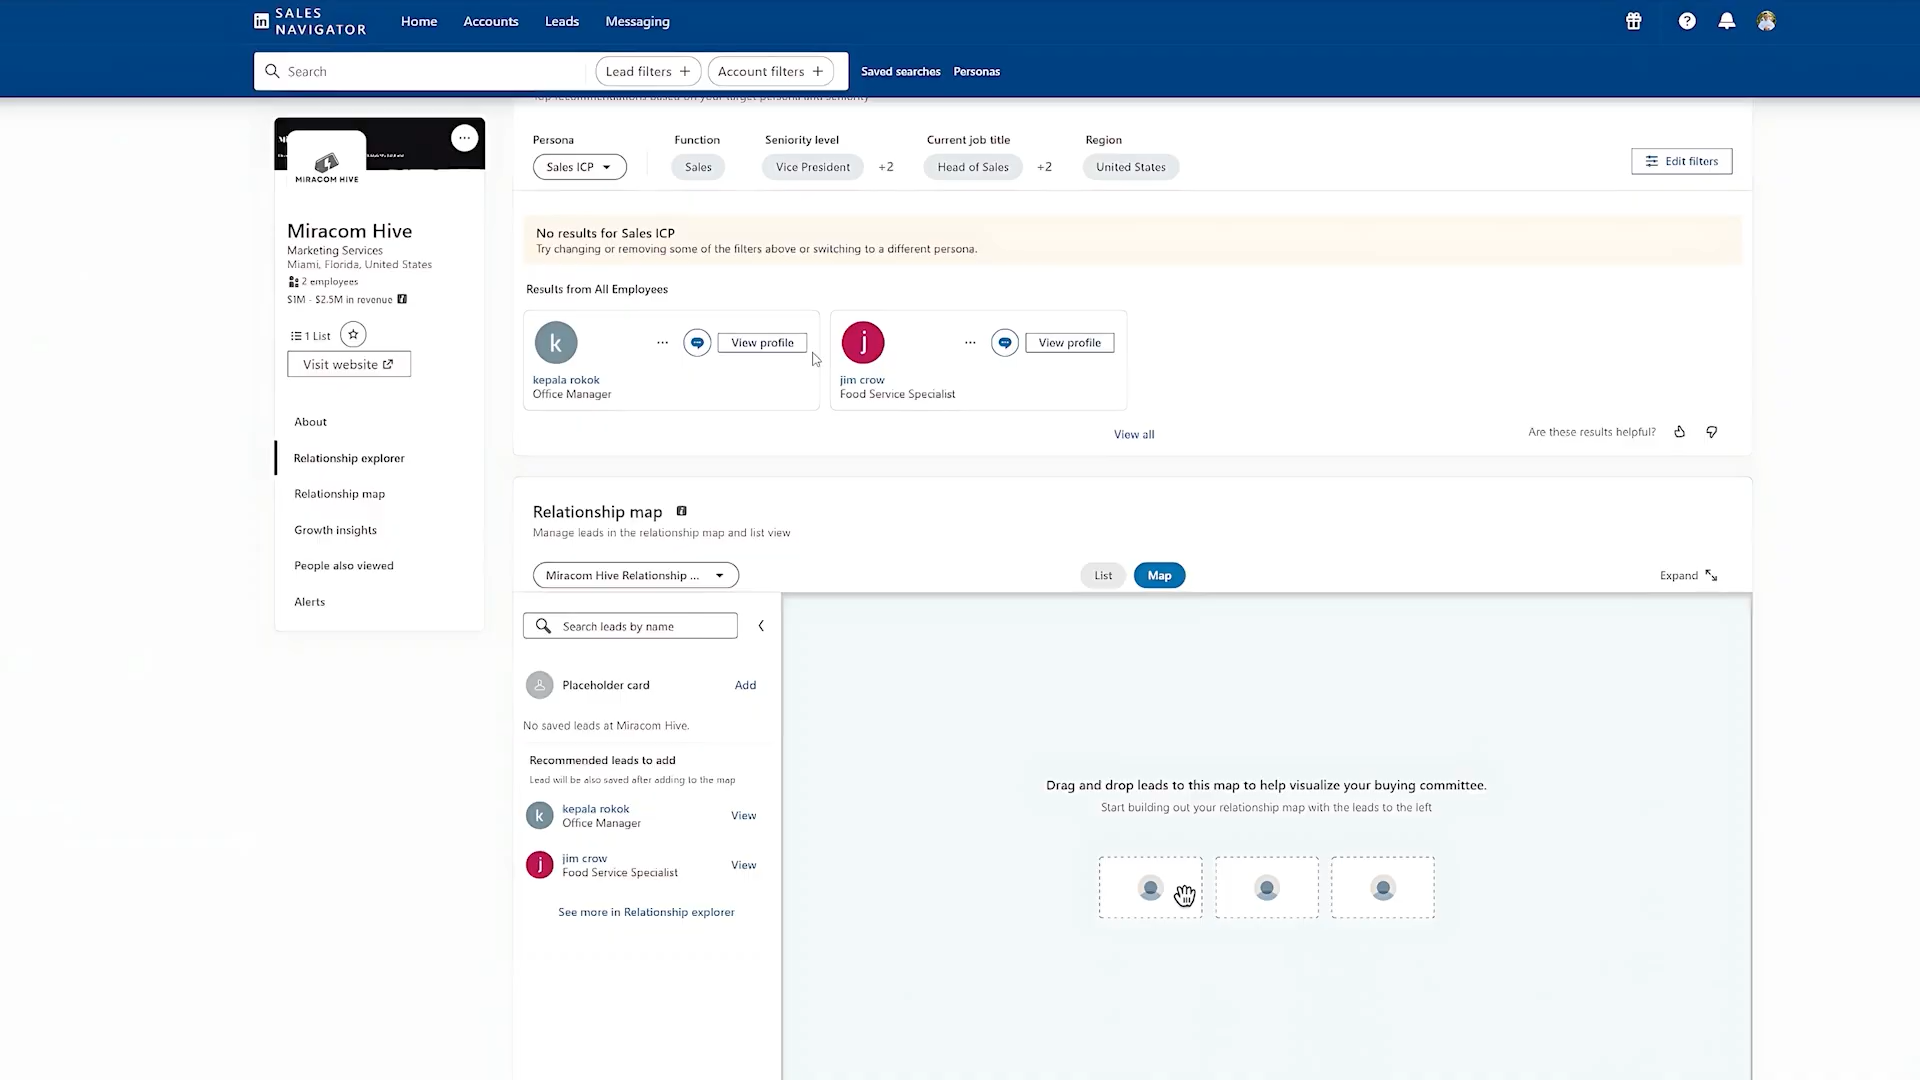 in SALES NAVIGATOR
Home
Accounts
Leads
Messaging
Search
Lead filters +
Account filters +
Saved searches
Personas
MIRACOM HIVE
Miracom Hive
Marketing Services
Miami, Florida, United States
2 employees
$1M - $2.5M in revenue
1 List
Visit website
About
Relationship explorer
Relationship map
Growth insights
People also viewed
Alerts
Persona
Function
Seniority level
Current job title
Region
Sales ICP
Sales
Vice President
+2
Head of Sales
+2
United States
Edit filters
No results for Sales ICP
Try changing or removing some of the filters above or switching to a different persona.
Results from All Employees
k
View profile
kepala rokok
Office Manager
j
View profile
jim crow
Food Service Specialist
View all
Are these results helpful?
Relationship map
Manage leads in the relationship map and list view
Miracom Hive Relationship ...
List
Map
Expand
Search leads by name
Placeholder card
Add
No saved leads at Miracom Hive.
Recommended leads to add
Lead will be also saved after adding to the map
k
kepala rokok
Office Manager
View
j
jim crow
Food Service Specialist
View
See more in Relationship explorer
Drag and drop leads to this map to help visualize your buying committee.
Start building out your relationship map with the leads to the left